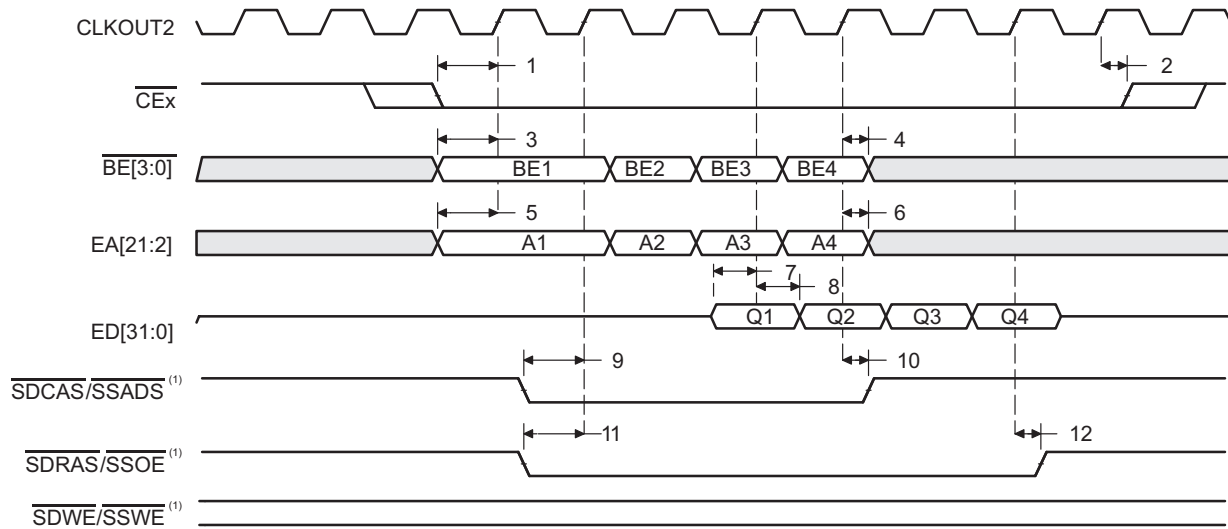 CLKOUT2
1 2
CEx
3 4
BE[3:0] BE1 BE2 BE3 BE4
5 6
EA[21:2] A1 A2 A3 A4
7
8
ED[31:0] Q1 Q2 Q3 Q4
9 10
SDCAS/SSADS (1)
11 12
SDRAS/SSOE (1)
SDWE/SSWE (1)